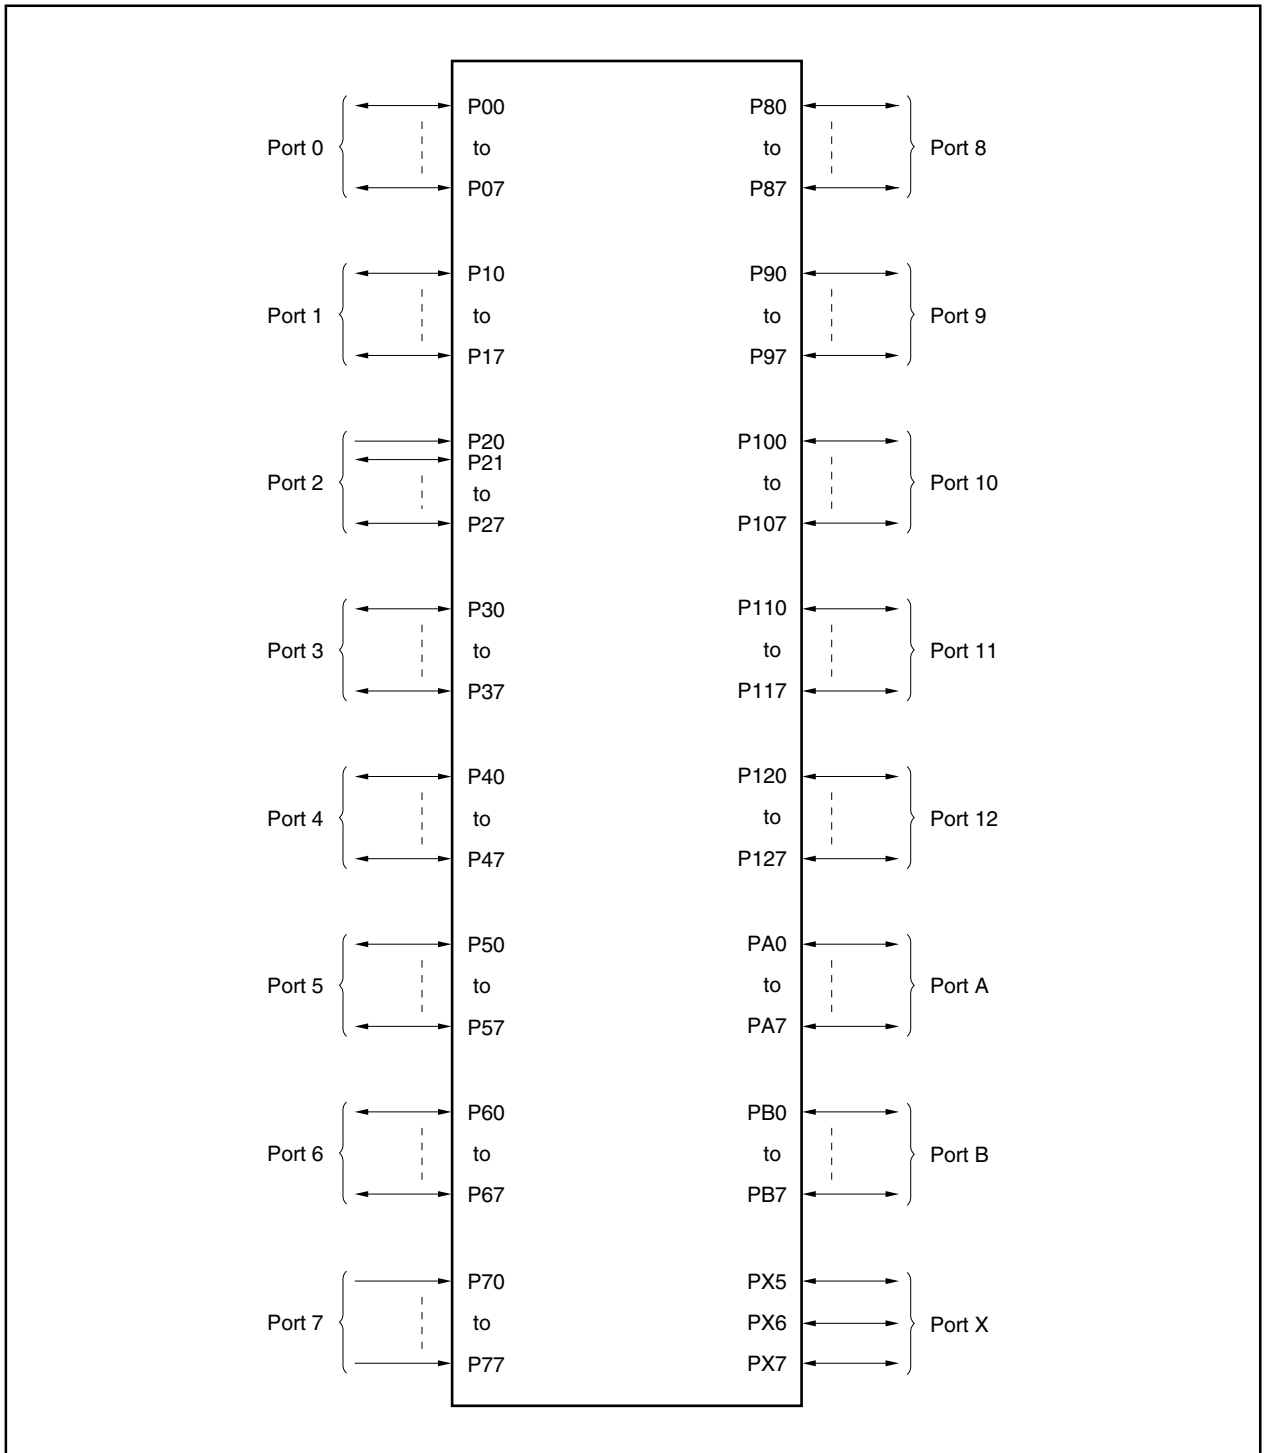 P00
Port 0
to
P07
P10
Port 1
to
P17
P20
P21
Port 2
to
P27
P30
Port 3
to
P37
P40
Port 4
to
P47
P50
Port 5
to
P57
P60
Port 6
to
P67
P70
Port 7
to
P77
P80
to
Port 8
P87
P90
to
Port 9
P97
P100
to
Port 10
P107
P110
to
Port 11
P117
P120
to
Port 12
P127
PA0
to
Port A
PA7
PB0
to
Port B
PB7
PX5
PX6
Port X
PX7